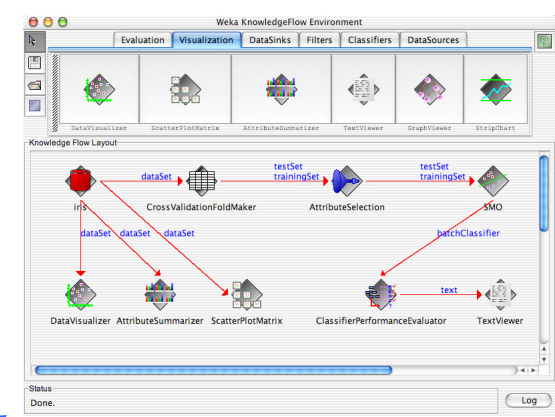 Weka KnowledgeFlow Environment
Evaluation Visualization DataSinks Filters Classifiers DataSources
DataVisualizer ScatterPlotMatrix AttributeSummarizer TextViewer GraphViewer StripChart
Knowledge Flow Layout
testSet testSet
dataSet trainingSet trainingSet
iris CrossValidationFoldMaker AttributeSelection SMO
dataSet dataSet dataSet batchClassifier
text
DataVisualizer AttributeSummarizer ScatterPlotMatrix ClassifierPerformanceEvaluator TextViewer
Status
Done. Log